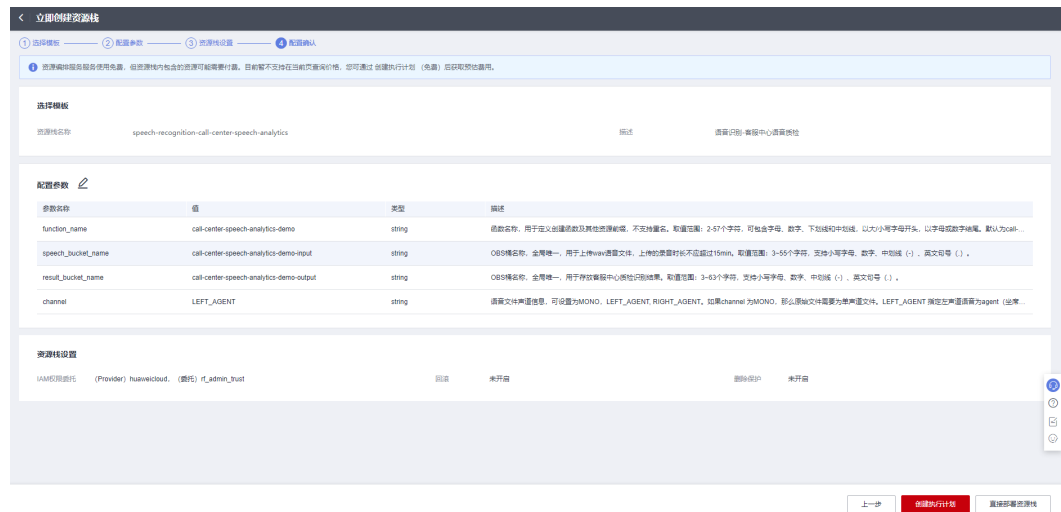 立即创建资源栈
1 选择模板 2 配置参数 3 资源栈设置 4 配置确认
资源编排服务服务使用免费，但资源栈内包含的资源可能需要付费。目前暂不支持在当前页查询价格，您可通过 创建执行计划 （免费）后获取预估费用。
选择模板
资源栈名称 speech-recognition-call-center-speech-analytics 描述 语音识别-客服中心语音质检
配置参数
参数名称 值 类型 描述
function_name call-center-speech-analytics-demo string 函数名称，用于定义创建函数及其他资源前缀，不支持重名。取值范围：2-57个字符，可包含字母、数字、下划线和中划线，以大/小写字母开头，以字母或数字结尾。默认为call-...
speech_bucket_name call-center-speech-analytics-demo-input string OBS桶名称，全局唯一，用于上传wav语音文件，上传的录音时长不应超过15min。取值范围：3~55个字符，支持小写字母、数字、中划线（-）、英文句号（.）。
result_bucket_name call-center-speech-analytics-demo-output string OBS桶名称，全局唯一，用于存放客服中心质检识别结果。取值范围：3~63个字符，支持小写字母、数字、中划线（-）、英文句号（.）。
channel LEFT_AGENT string 语音文件声道信息，可设置为MONO，LEFT_AGENT, RIGHT_AGENT。如果channel 为MONO，那么原始文件需要为单声道文件。LEFT_AGENT 指定左声道语音为agent（坐席...
资源栈设置
IAM权限委托 （Provider）huaweicloud，（委托）rf_admin_trust 回滚 未开启 删除保护 未开启
上一步 创建执行计划 直接部署资源栈